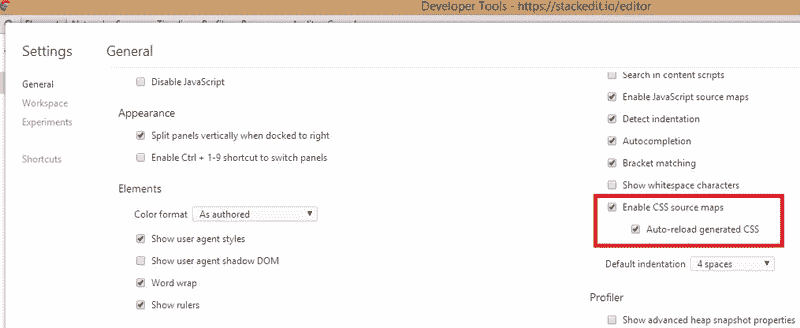 Developer Tools - https://stackedit.io/editor
Settings
General
General
Workspace
Experiments
Shortcuts
Disable JavaScript
Appearance
Split panels vertically when docked to right
Enable Ctrl + 1-9 shortcut to switch panels
Elements
Color format As authored
Show user agent styles
Show user agent shadow DOM
Word wrap
Show rulers
Search in content scripts
Enable JavaScript source maps
Detect indentation
Autocompletion
Bracket matching
Show whitespace characters
Enable CSS source maps
Auto-reload generated CSS
Default indentation 4 spaces
Profiler
Show advanced heap snapshot properties